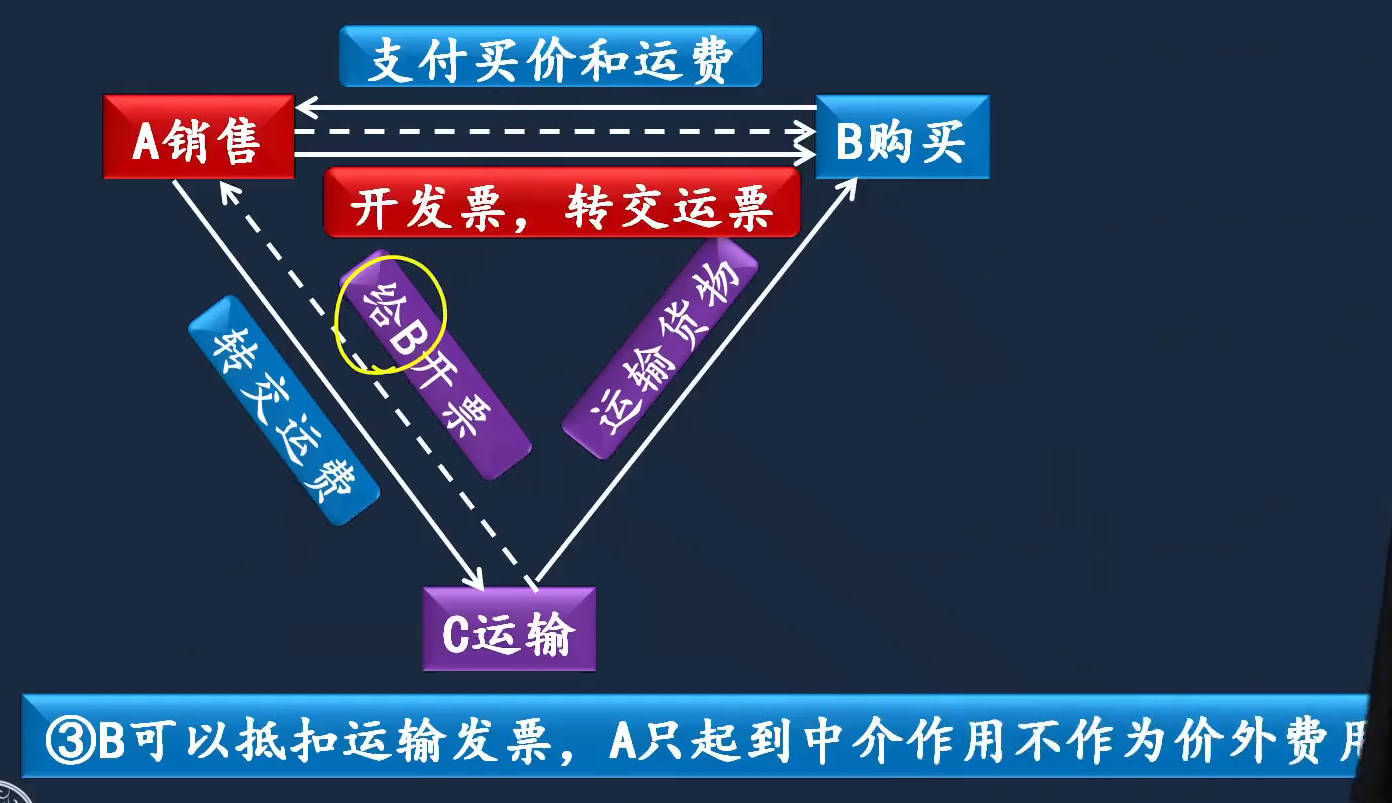 支付买价和运费
A销售
B购买
开发票，转交运票
给B开票
运输货物
转交运费
C运输
③B可以抵扣运输发票，A只起到中介作用不作为价外费用